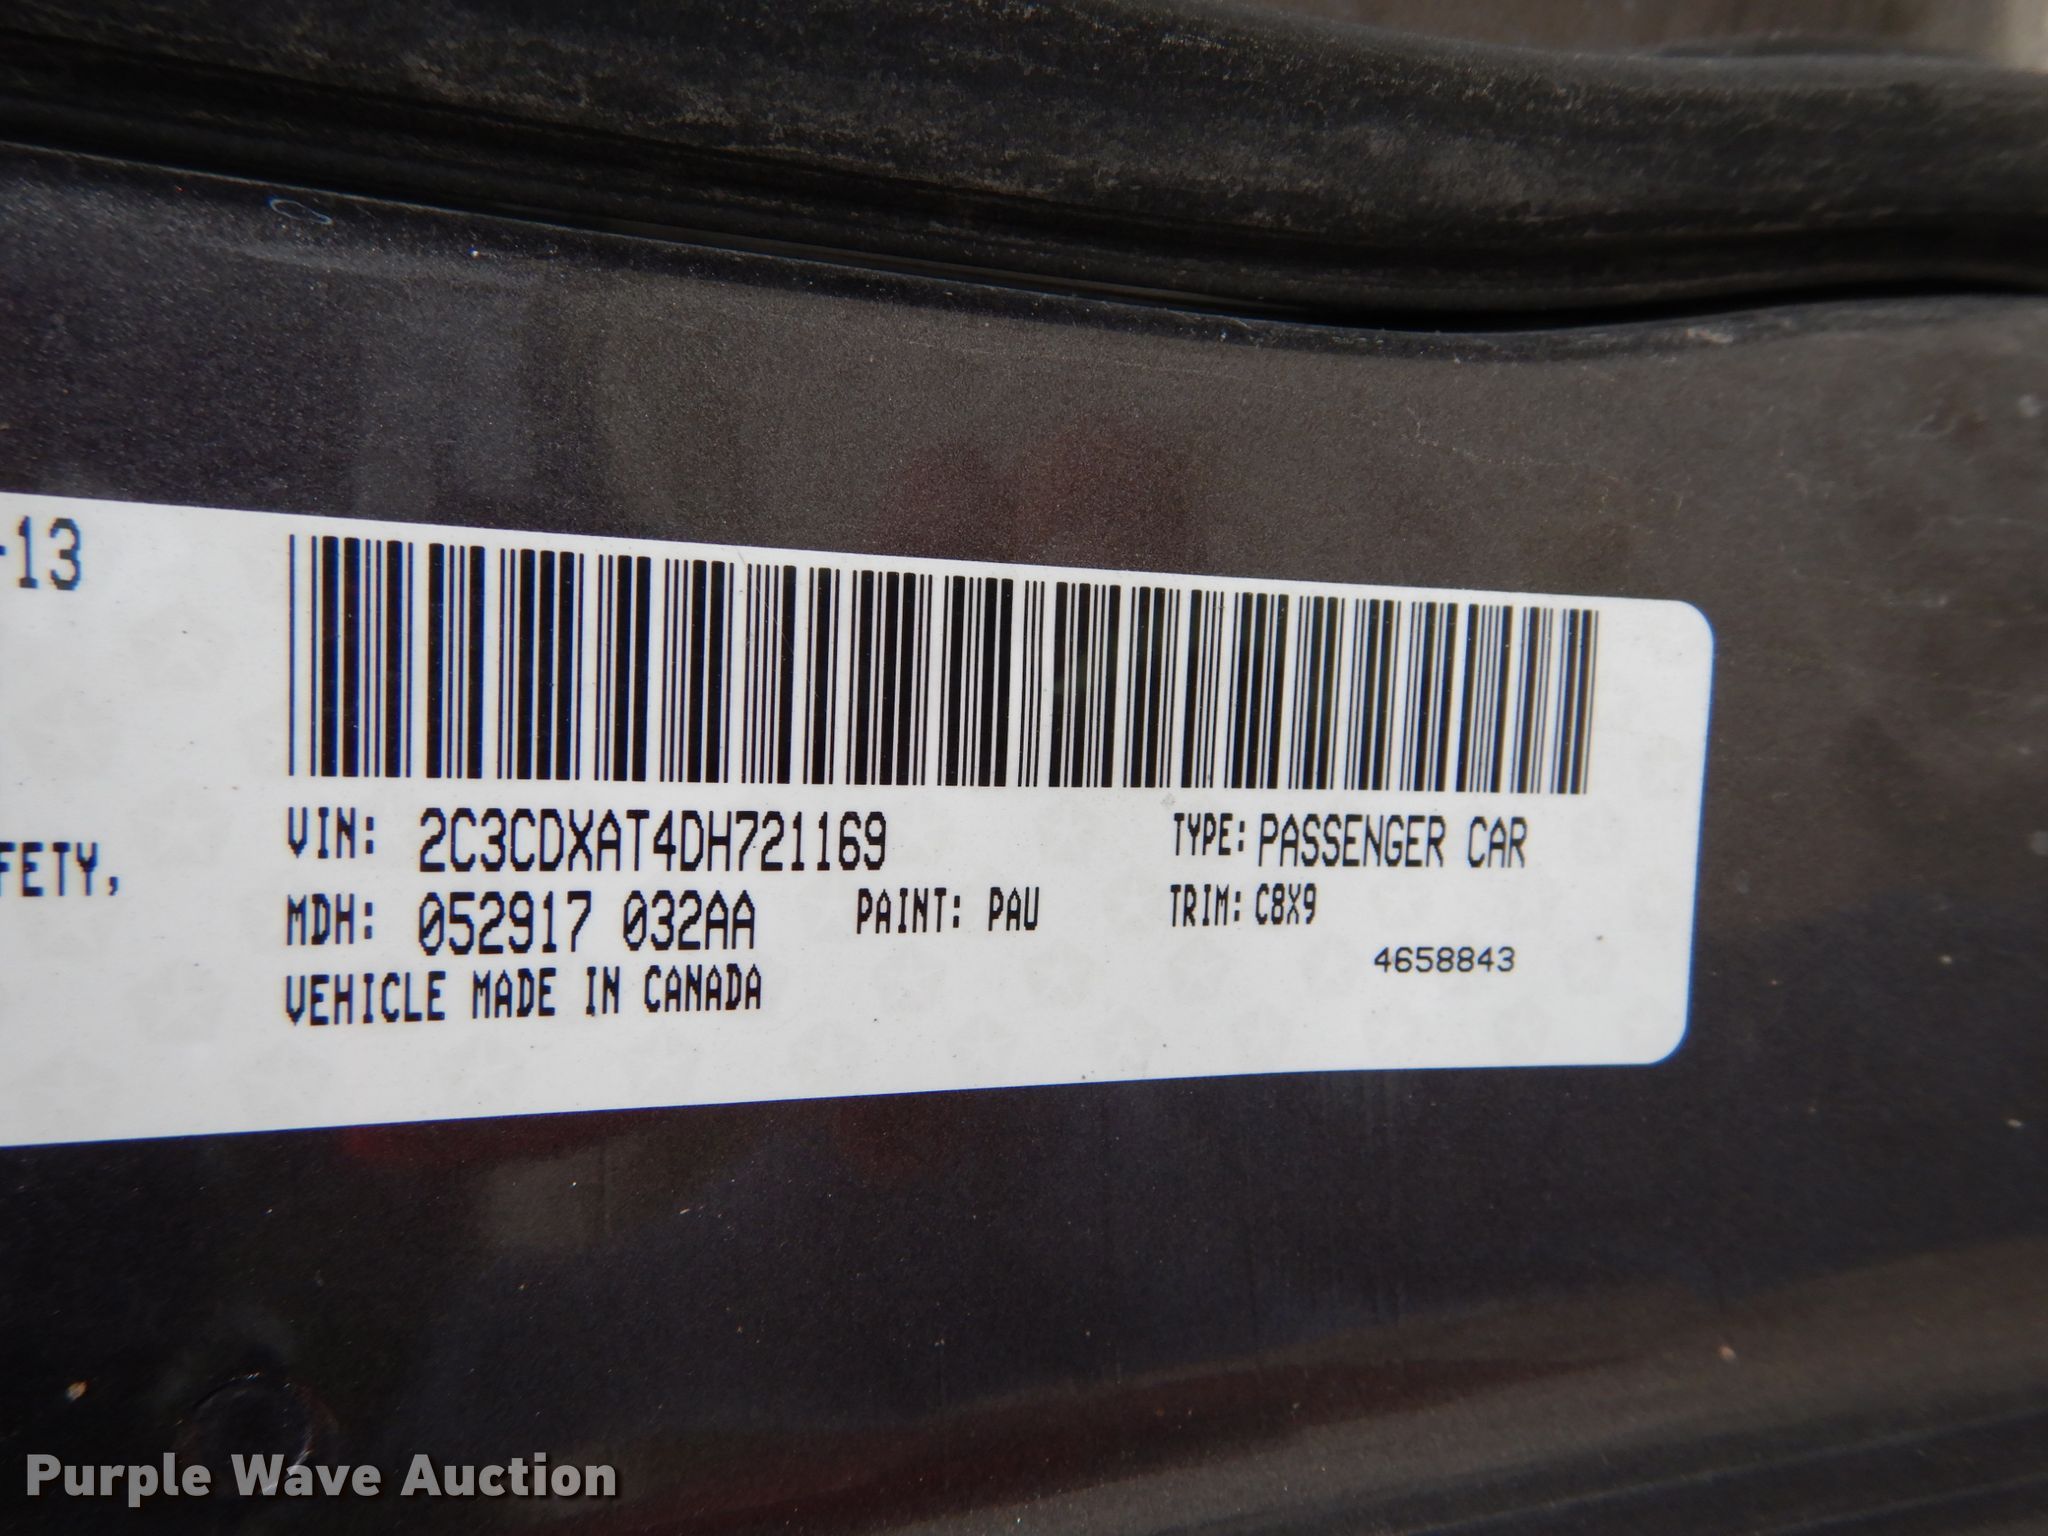 -13
FETY,
VIN: 2C3CDXAT4DH721169 TYPE: PASSENGER CAR
MDH: 052917 032AA PAINT: PAU TRIM: C8X9
4658843
VEHICLE MADE IN CANADA
Purple Wave Auction